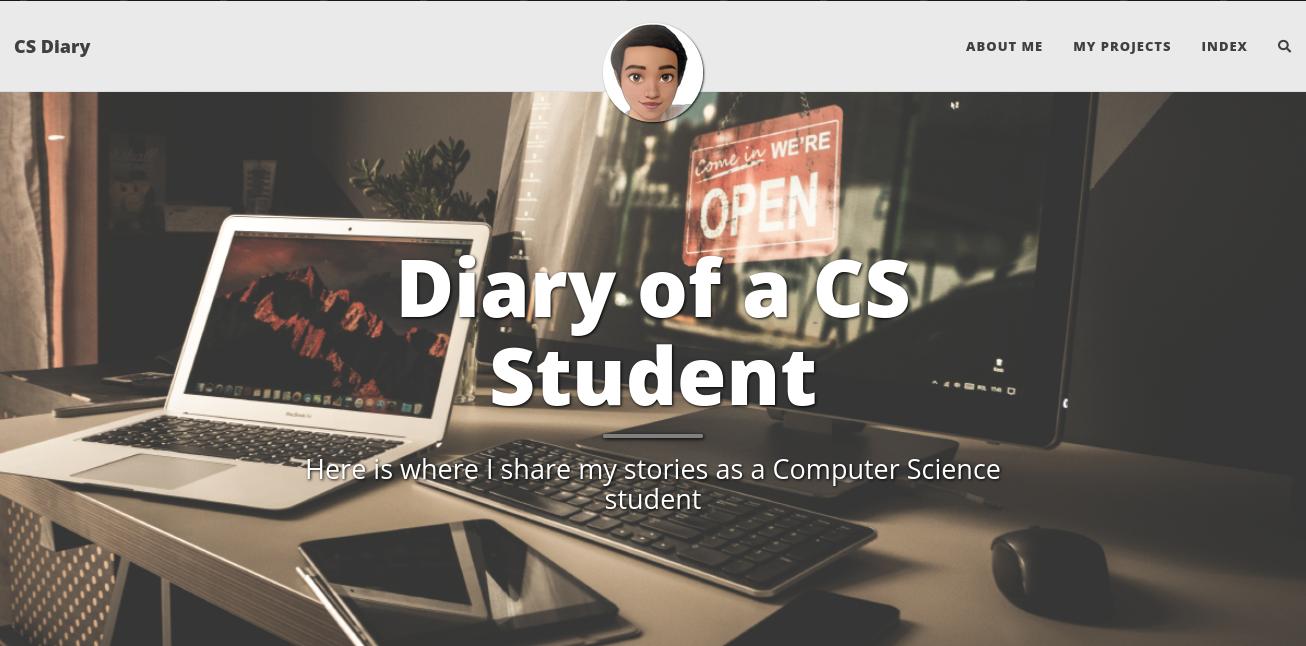 CS Diary
ABOUT ME
MY PROJECTS
INDEX
come in WE'RE
OPEN
Diary of a CS
Student
Here is where I share my stories as a Computer Science
student